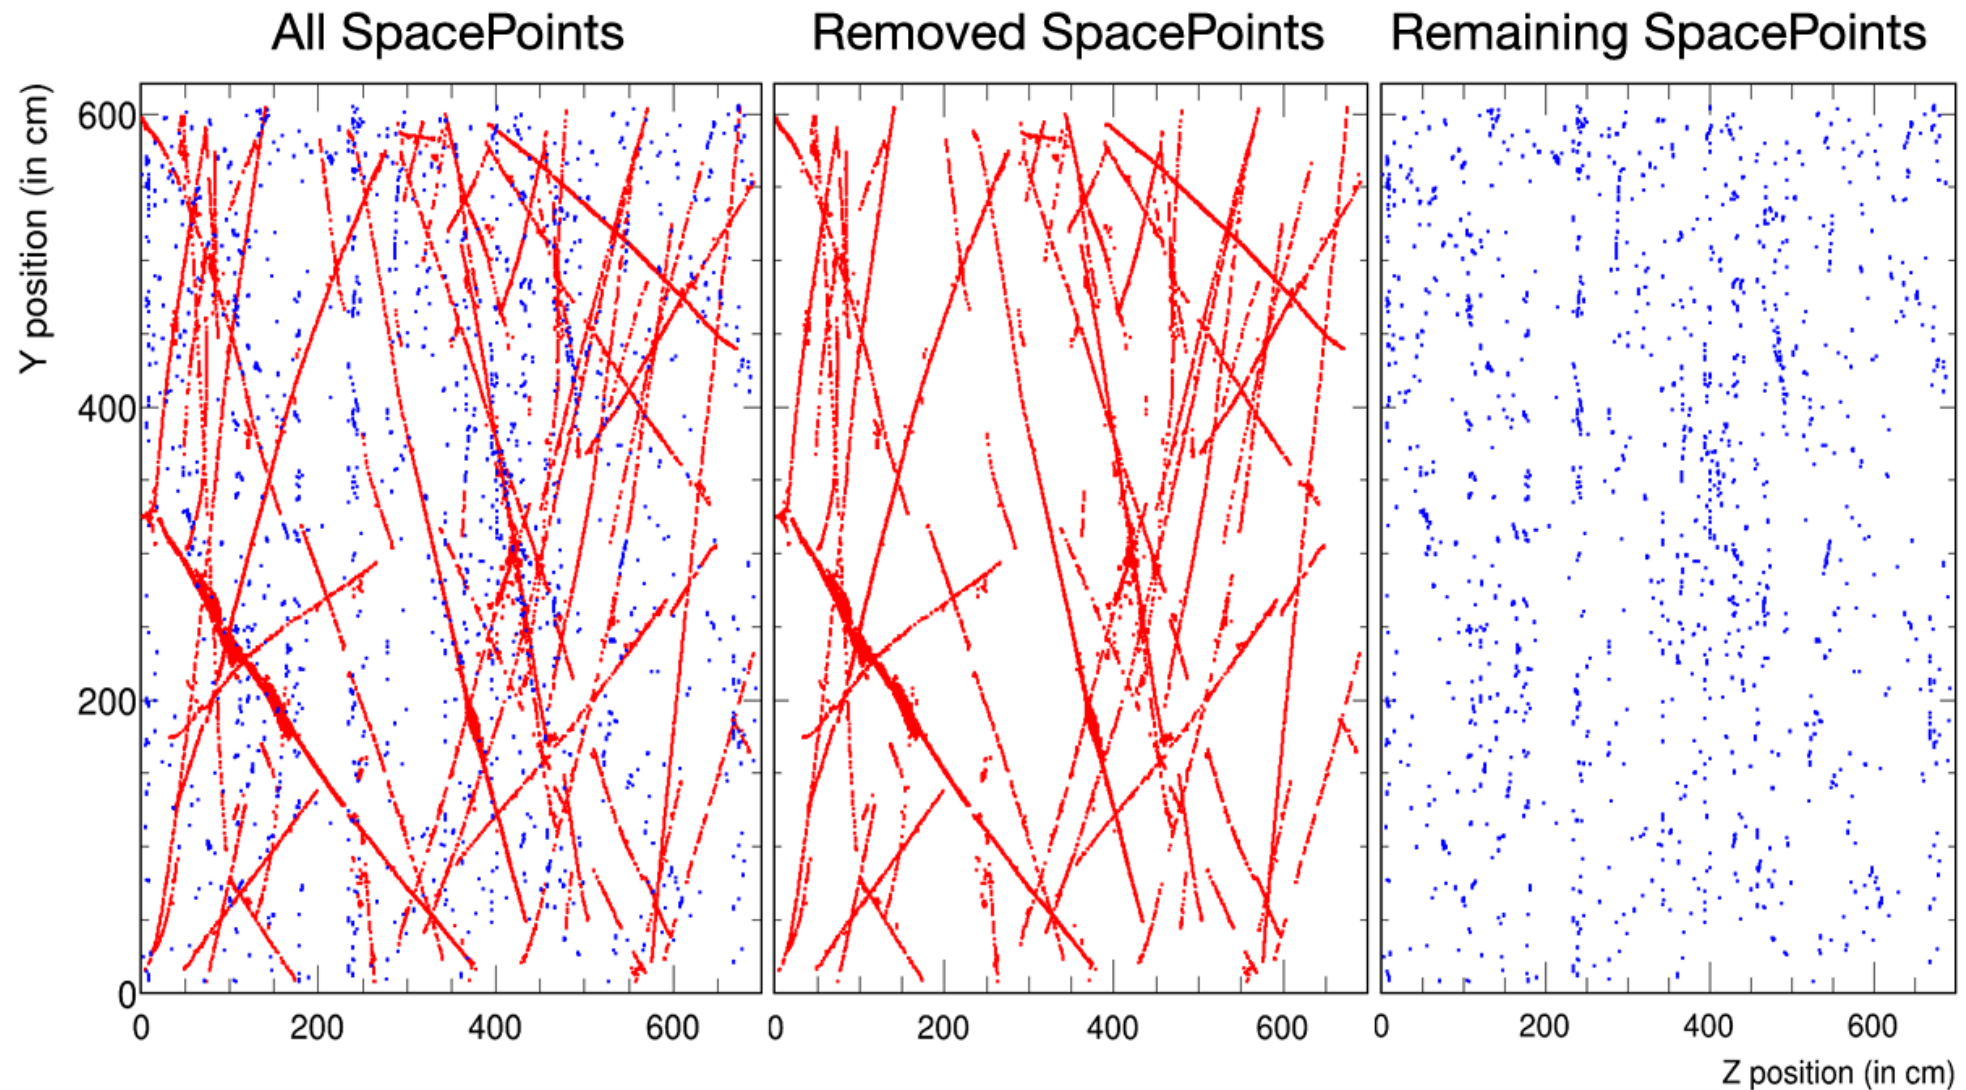 All SpacePoints Removed SpacePoints Remaining SpacePoints
Y position (in cm)
600
400
200
0
0 200 400 600 0 200 400 600 0 200 400 600
Z position (in cm)